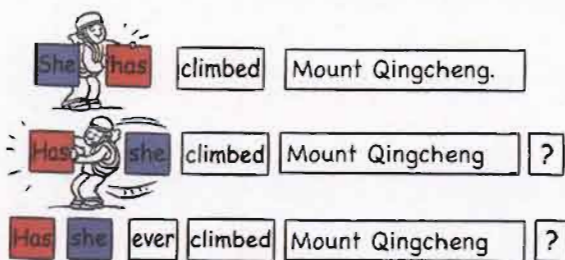 She has climbed Mount Qingcheng.
Has she climbed Mount Qingcheng ?
Has she ever climbed Mount Qingcheng ?